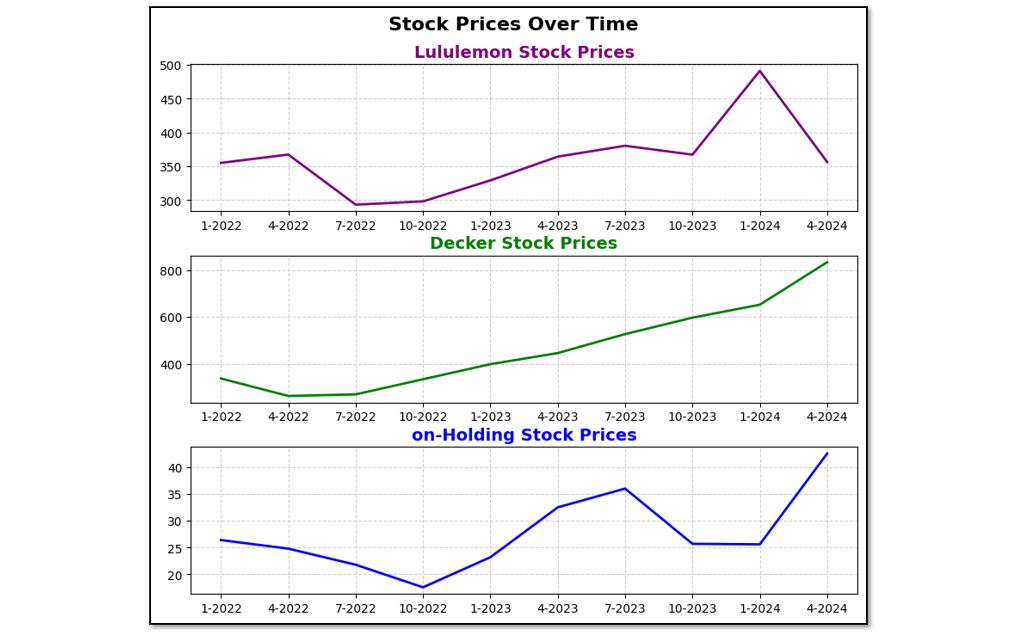 Stock Prices Over Time
Lululemon Stock Prices
500
450
400
350
300
1-2022 4-2022 7-2022 10-2022 1-2023 4-2023 7-2023 10-2023 1-2024 4-2024
Decker Stock Prices
800
600
400
1-2022 4-2022 7-2022 10-2022 1-2023 4-2023 7-2023 10-2023 1-2024 4-2024
on-Holding Stock Prices
40
35
30
25
20
1-2022 4-2022 7-2022 10-2022 1-2023 4-2023 7-2023 10-2023 1-2024 4-2024